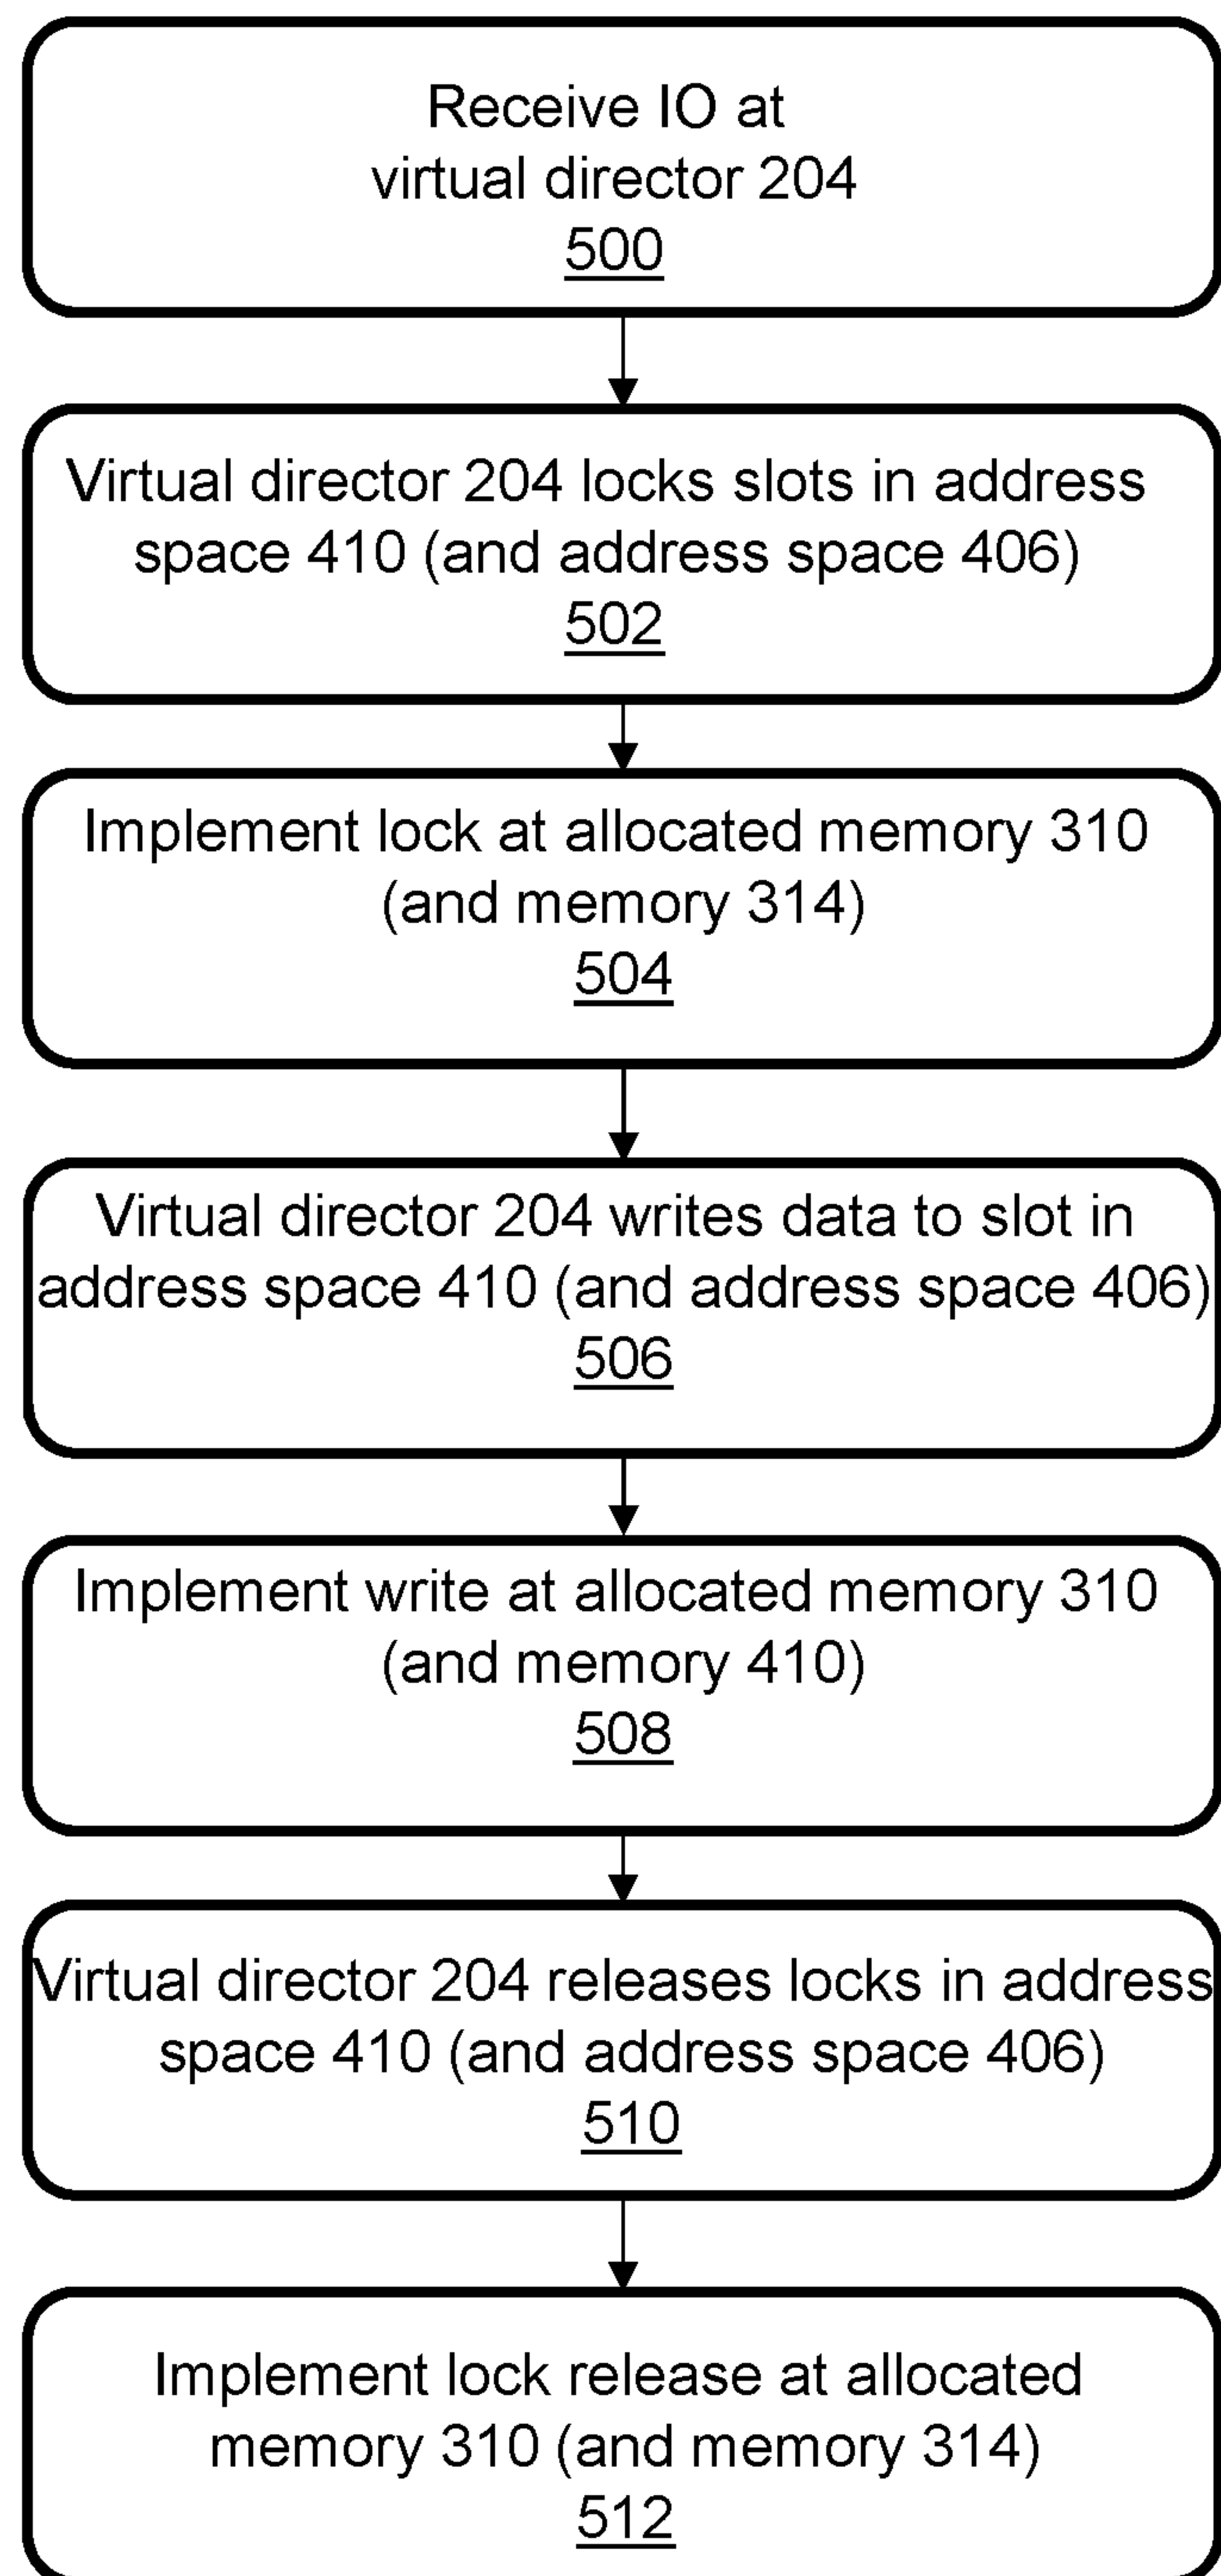 Receive IO at
virtual director 204
500
Virtual director 204 locks slots in address
space 410 (and address space 406)
502
Implement lock at allocated memory 310
(and memory 314)
504
Virtual director 204 writes data to slot in
address space 410 (and address space 406)
506
Implement write at allocated memory 310
(and memory 410)
508
Virtual director 204 releases locks in address
space 410 (and address space 406)
510
Implement lock release at allocated
memory 310 (and memory 314)
512